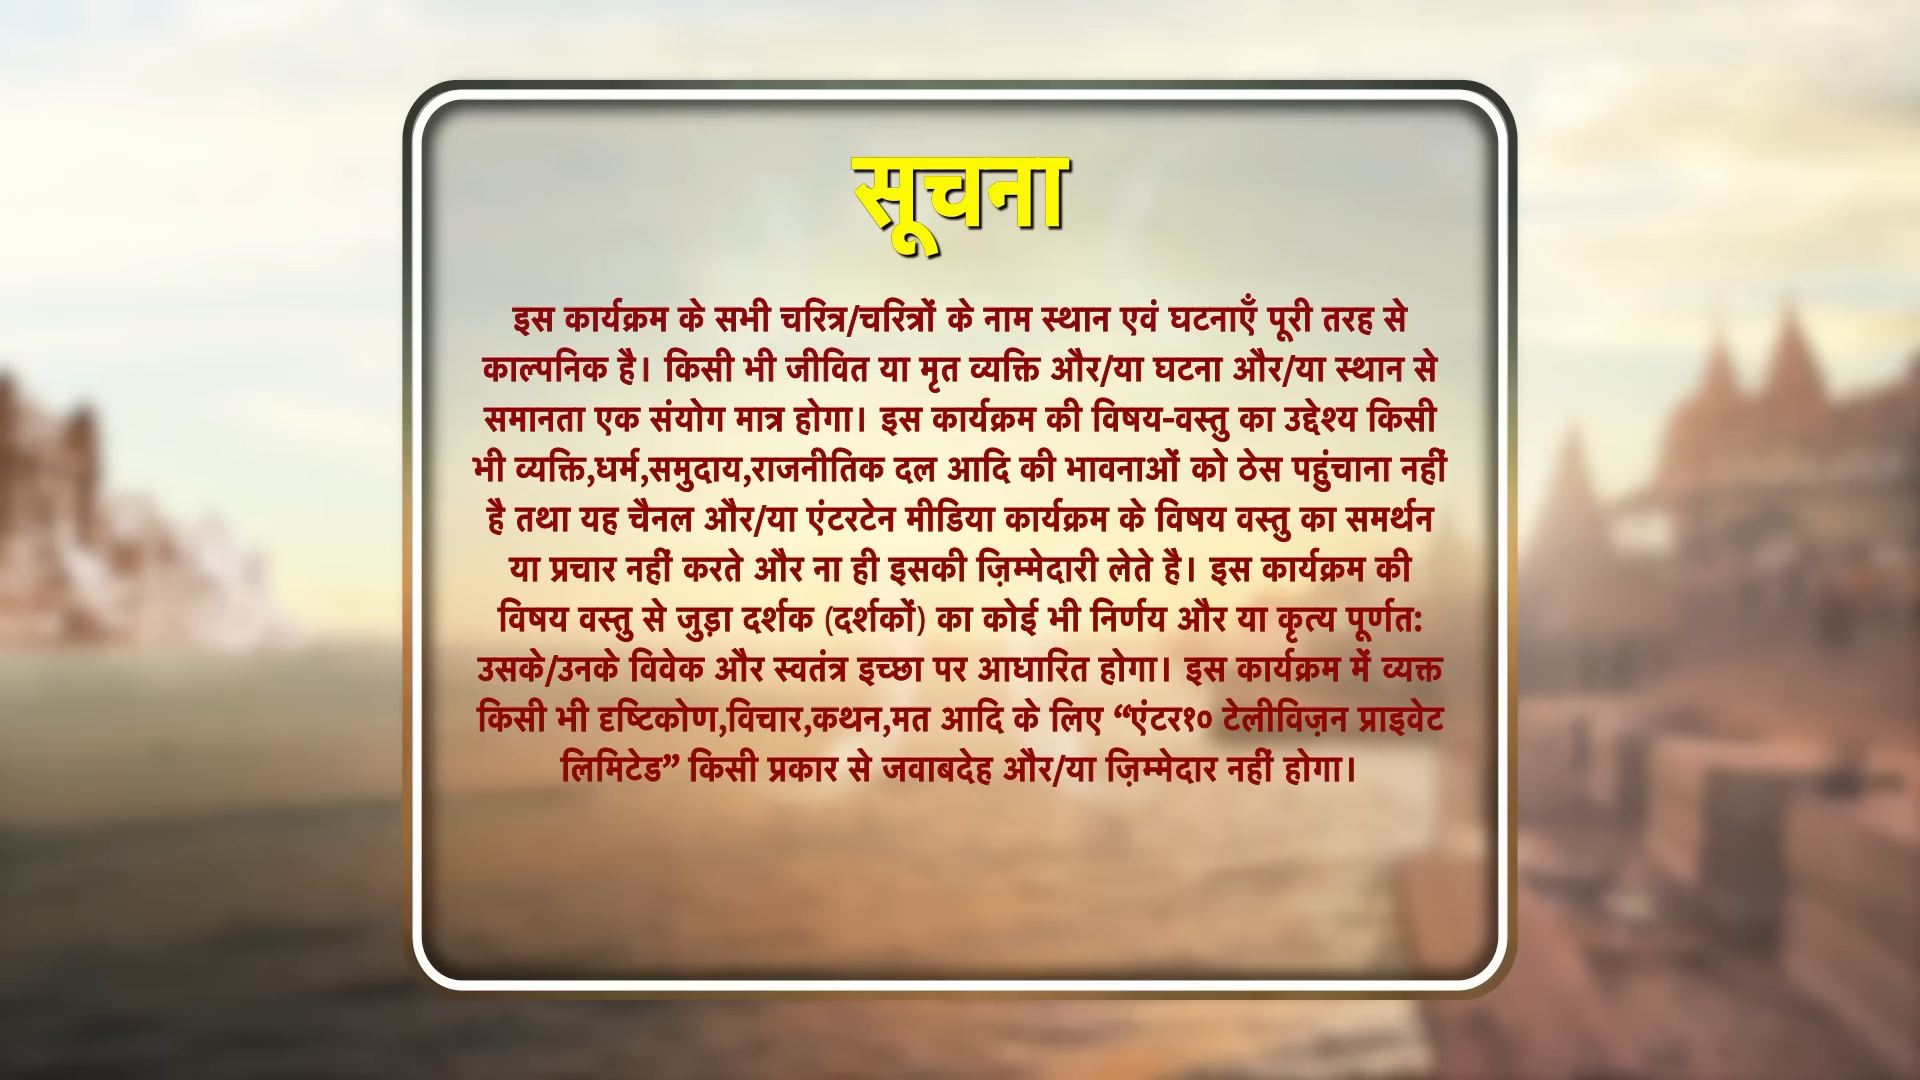 सूचना
इस कार्यक्रम के सभी चरित्र/चरित्रों के नाम स्थान एवं घटनाएँ पूरी तरह से
काल्पनिक है। किसी भी जीवित या मृत व्यक्ति और/या घटना और/या स्थान से
समानता एक संयोग मात्र होगा। इस कार्यक्रम की विषय-वस्तु का उद्देश्य किसी
भी व्यक्ति,धर्म,समुदाय,राजनीतिक दल आदि की भावनाओं को ठेस पहुंचाना नहीं
है तथा यह चैनल और/या एंटरटेन मीडिया कार्यक्रम के विषय वस्तु का समर्थन
या प्रचार नहीं करते और ना ही इसकी ज़िम्मेदारी लेते है। इस कार्यक्रम की
विषय वस्तु से जुड़ा दर्शक (दर्शकों) का कोई भी निर्णय और या कृत्य पूर्णत:
उसके/उनके विवेक और स्वतंत्र इच्छा पर आधारित होगा। इस कार्यक्रम में व्यक्त
किसी भी दृष्टिकोण,विचार,कथन,मत आदि के लिए “एंटर१० टेलीविज़न प्राइवेट
लिमिटेड” किसी प्रकार से जवाबदेह और/या ज़िम्मेदार नहीं होगा।